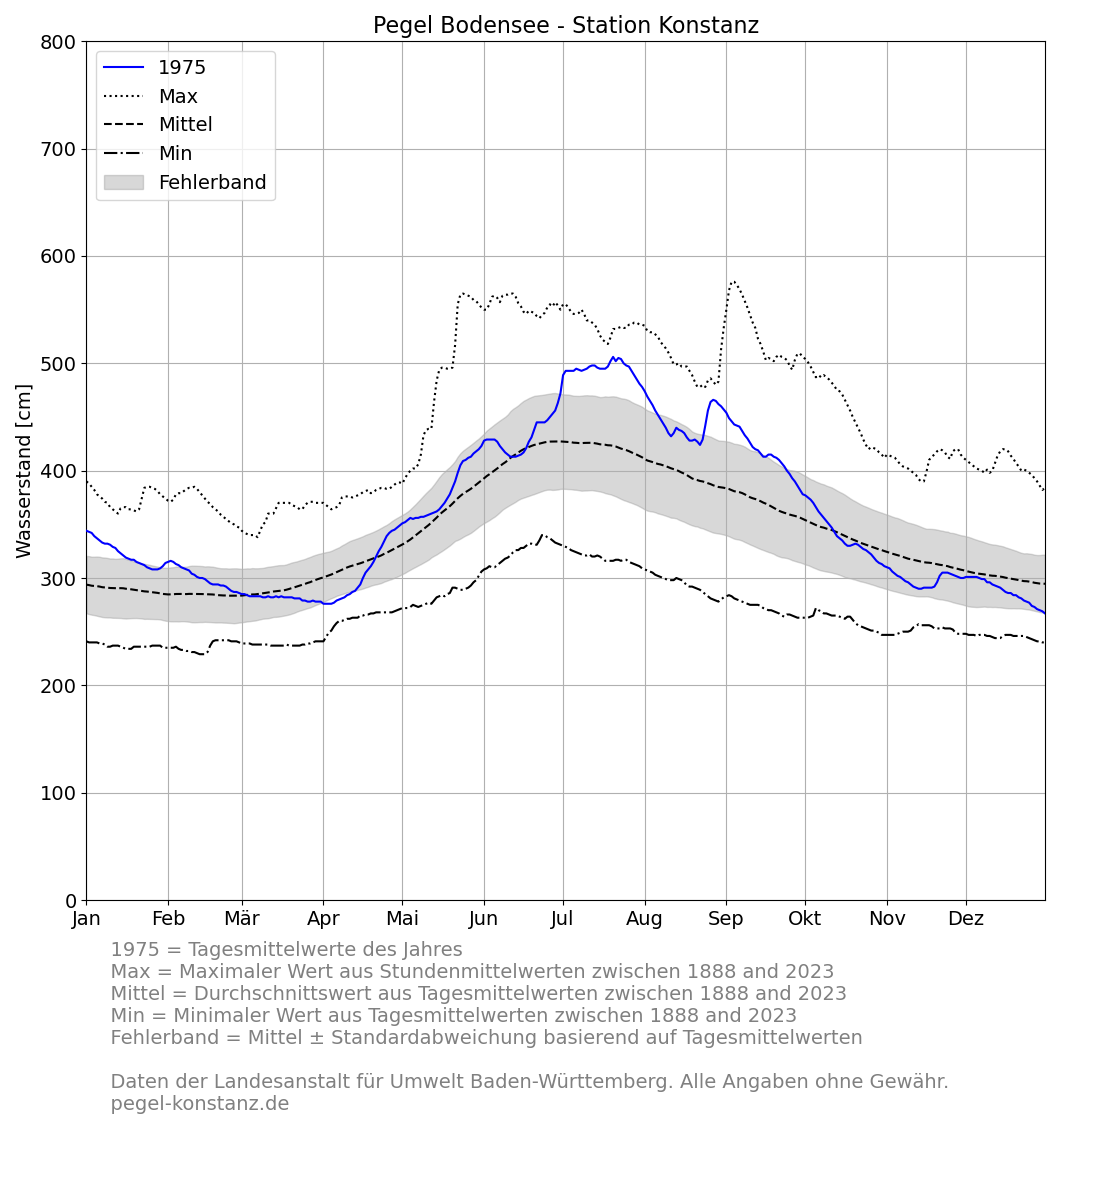 Pegel Bodensee - Station Konstanz
800
700
600
500
400
300
200
100
0
Wasserstand [cm]
1975
Max
Mittel
Min
Fehlerband
Jan Feb Mär Apr Mai Jun Jul Aug Sep Okt Nov Dez
1975 = Tagesmittelwerte des Jahres
Max = Maximaler Wert aus Stundenmittelwerten zwischen 1888 and 2023
Mittel = Durchschnittswert aus Tagesmittelwerten zwischen 1888 and 2023
Min = Minimaler Wert aus Tagesmittelwerten zwischen 1888 and 2023
Fehlerband = Mittel ± Standardabweichung basierend auf Tagesmittelwerten
Daten der Landesanstalt für Umwelt Baden-Württemberg. Alle Angaben ohne Gewähr.
pegel-konstanz.de